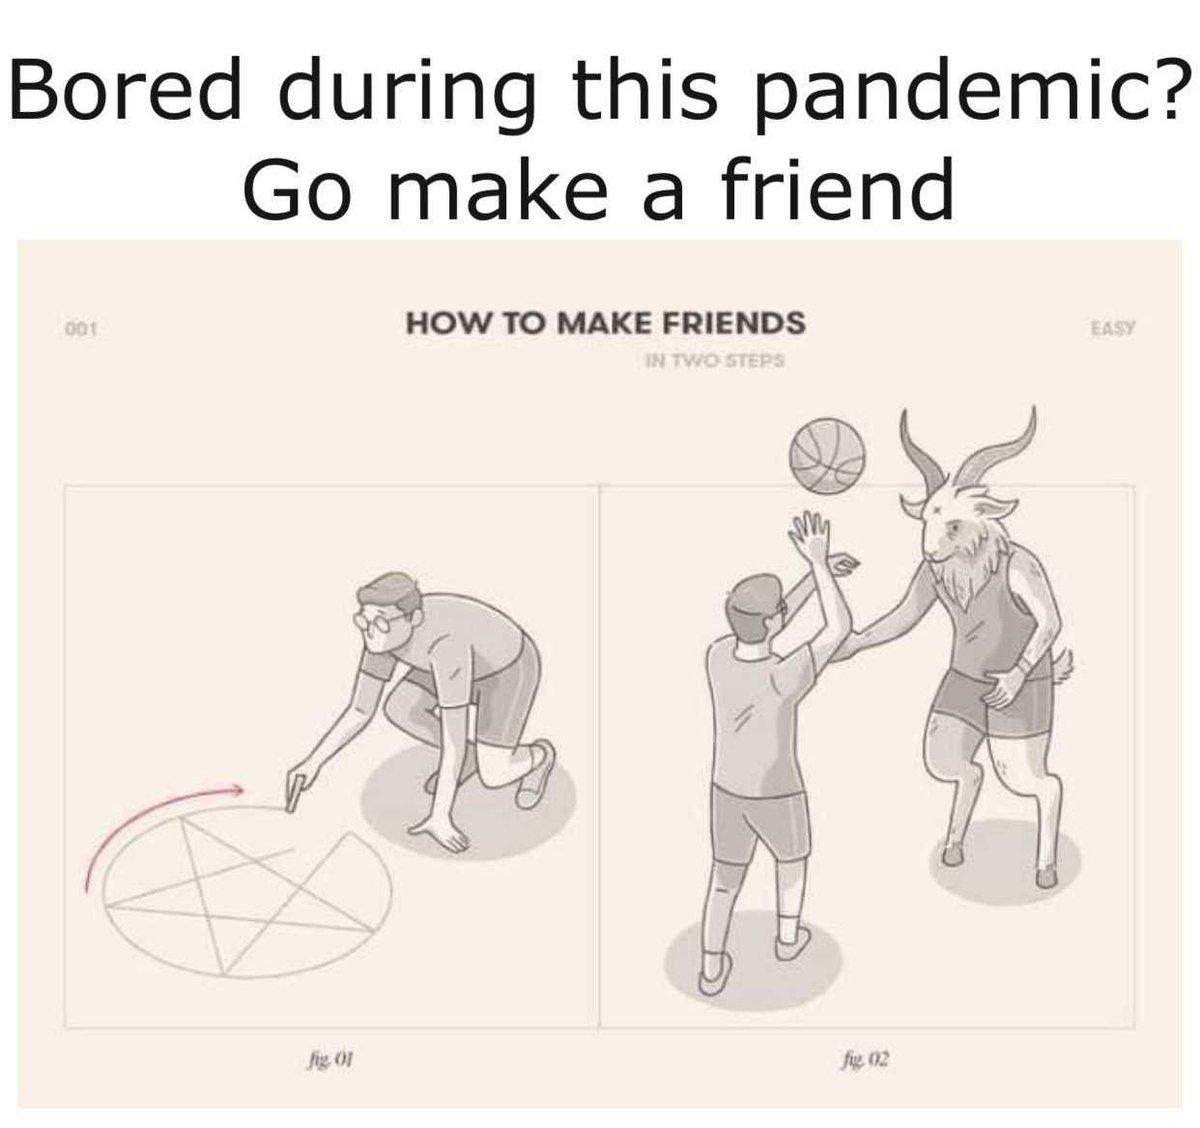 Bored during this pandemic?
Go make a friend
001
HOW TO MAKE FRIENDS
EASY
IN TWO STEPS
fig. 01
fig. 02